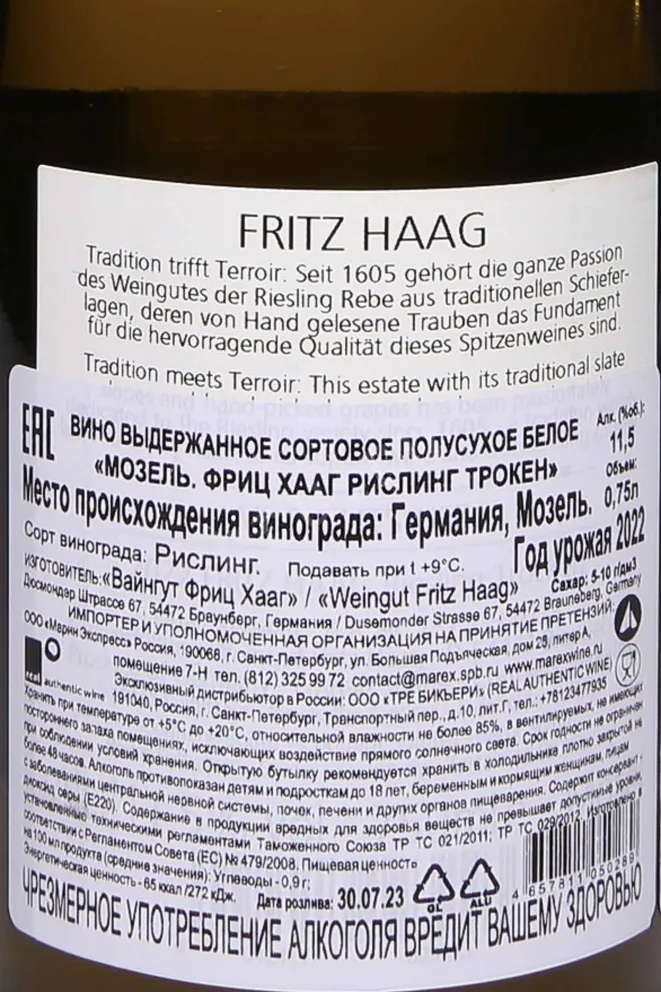 FRITZ HAAG
Tradition trifft Terroir: Seit 1605 gehört die ganze Passion
des Weingutes der Riesling Rebe aus traditionellen Schiefer-
lagen, deren von Hand gelesene Trauben das Fundament
für die hervorragende Qualität dieses Spitzenweines sind.
Tradition meets Terroir: This estate with its traditional slate
EAC
ВИНО ВЫДЕРЖАННОЕ СОРТОВОЕ ПОЛУСУХОЕ БЕЛОЕ
«МОЗЕЛЬ. ФРИЦ ХААГ РИСЛИНГ ТРОКЕН»
Алк. (%об.):
11,5
Объем:
0,75л
Место происхождения винограда: Германия, Мозель.
Сорт винограда: Рислинг. Подавать при t +9°С. Год урожая 2022
ИЗГОТОВИТЕЛЬ: «Вайнгут Фриц Хааг» / «Weingut Fritz Haag» Сахар: 5-10 г/дм3
Дюсмондер Штрассе 67, 54472 Браунберг, Германия / Dusemonder Strasse 67, 54472 Brauneberg, Germany
ИМПОРТЕР И УПОЛНОМОЧЕННАЯ ОРГАНИЗАЦИЯ НА ПРИНЯТИЕ ПРЕТЕНЗИЙ:
ООО «Марин Экспресс» Россия, 190068, г. Санкт-Петербург, ул. Большая Подъяческая, дом 28, литер А,
помещение 7-Н тел. (812) 325 99 72 contact@marex.spb.ru www.marexwine.ru
Эксклюзивный дистрибьютор в России: ООО «ТРЕ БИКЬЕРИ» (REAL AUTHENTIC WINE)
real authentic wine
191040, Россия, г. Санкт-Петербург, Транспортный пер., д.10, лит.Г, тел.: +78123477935
Хранить при температуре от +5°С до +20°С, относительной влажности не более 85%, в вентилируемых, не имеющих
постороннего запаха помещениях, исключающих воздействие прямого солнечного света. Срок годности не ограничен
при соблюдении условий хранения. Открытую бутылку рекомендуется хранить в холодильнике плотно закрытой не
более 48 часов. Алкоголь противопоказан детям и подросткам до 18 лет, беременным и кормящим женщинам, лицам
с заболеваниями центральной нервной системы, почек, печени и других органов пищеварения. Содержит консервант -
диоксид серы (E220). Содержание в продукции вредных для здоровья веществ не превышает допустимые уровни,
установленные техническими регламентами Таможенного Союза ТР ТС 021/2011; ТР ТС 029/2012. Изготовлено в
соответствии с Регламентом Совета (ЕС) № 479/2008. Пищевая ценность
на 100 мл продукта (средние значения): Углеводы - 0,9 г;
Энергетическая ценность - 65 ккал /272 кДж. Дата розлива: 30.07.23
GL
ALU
4 657811 050289
ЧРЕЗМЕРНОЕ УПОТРЕБЛЕНИЕ АЛКОГОЛЯ ВРЕДИТ ВАШЕМУ ЗДОРОВЬЮ